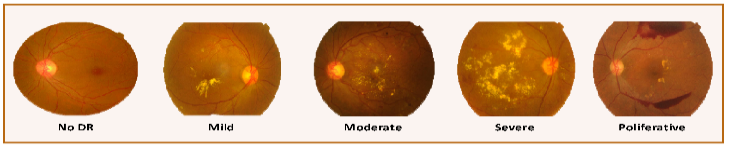 No DR
Mild
Moderate
Severe
Poliferative